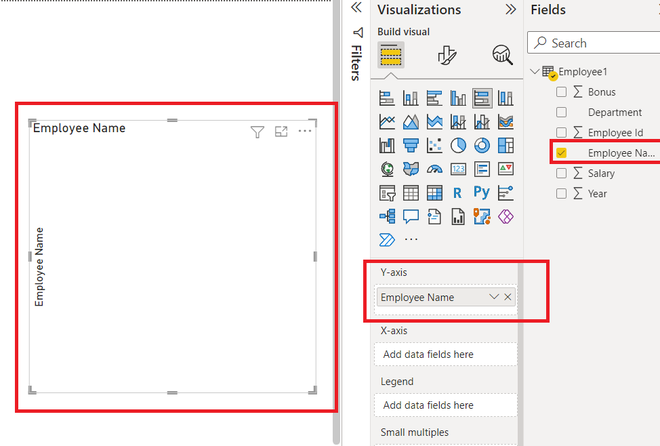 Visualizations
Fields
Build visual
Search
Filters
Employee1
Bonus
Department
Employee Id
Employee Na...
Salary
Year
Employee Name
Employee Name
123
R
Py
Y-axis
Employee Name
X-axis
Add data fields here
Legend
Add data fields here
Small multiples